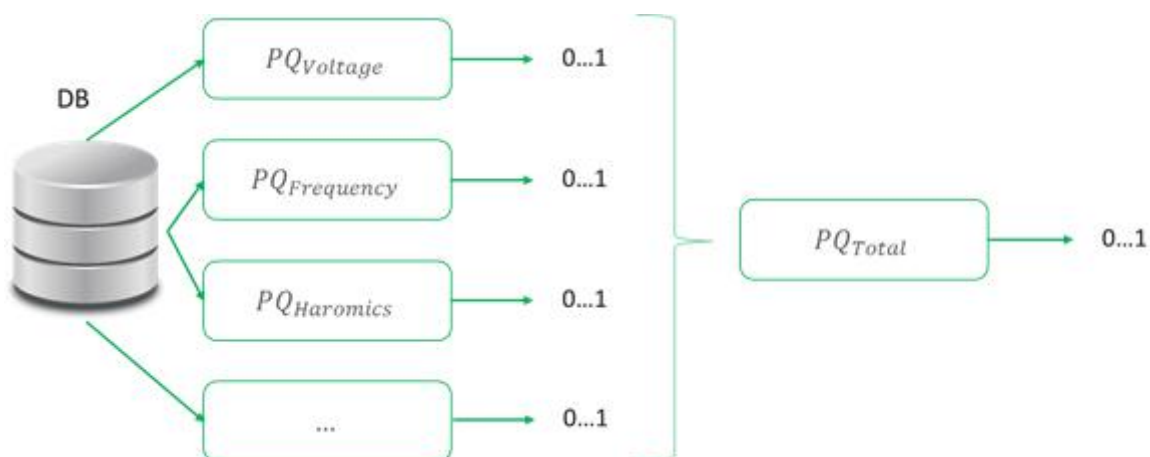 DB
PQ_Voltage
0...1
PQ_Frequency
0...1
PQ_Haromics
0...1
...
0...1
PQ_Total
0...1